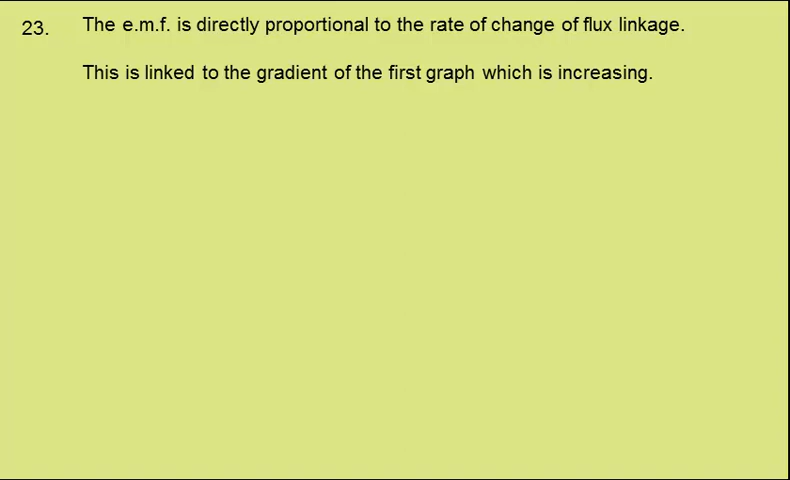 23. The e.m.f. is directly proportional to the rate of change of flux linkage.
This is linked to the gradient of the first graph which is increasing.